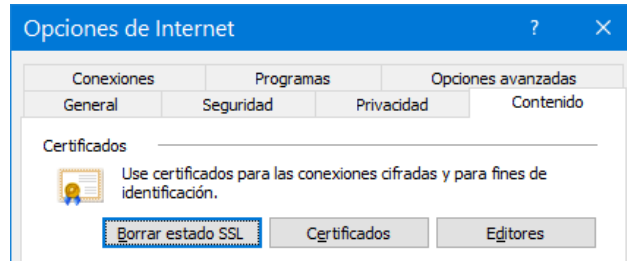 Opciones de Internet ? ×
Conexiones Programas Opciones avanzadas
General Seguridad Privacidad Contenido
Certificados
Use certificados para las conexiones cifradas y para fines de
identificación.
Borrar estado SSL Certificados Editores